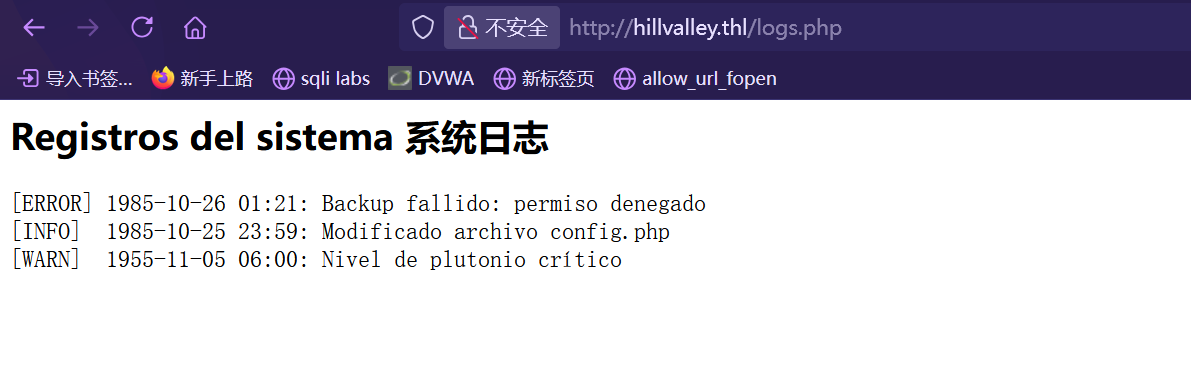 不安全 http://hillvalley.thl/logs.php
导入书签... 新手上路 sqli labs DVWA 新标签页 allow_url_fopen
Registros del sistema 系统日志
[ERROR] 1985-10-26 01:21: Backup fallido: permiso denegado
[INFO]  1985-10-25 23:59: Modificado archivo config.php
[WARN]  1955-11-05 06:00: Nivel de plutonio crítico